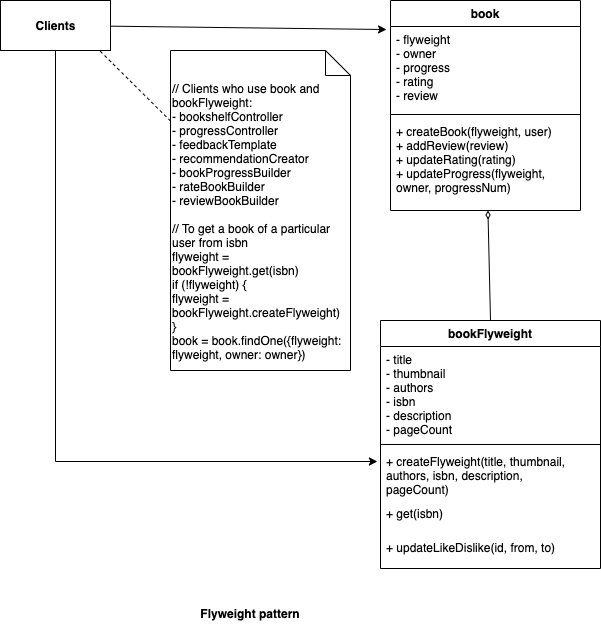 Clients
book
- flyweight
- owner
- progress
- rating
- review
+ createBook(flyweight, user)
+ addReview(review)
+ updateRating(rating)
+ updateProgress(flyweight,
owner, progressNum)
// Clients who use book and
bookFlyweight:
- bookshelfController
- progressController
- feedbackTemplate
- recommendationCreator
- bookProgressBuilder
- rateBookBuilder
- reviewBookBuilder
// To get a book of a particular
user from isbn
flyweight =
bookFlyweight.get(isbn)
if (!flyweight) {
flyweight =
bookFlyweight.createFlyweight)
}
book = book.findOne({flyweight:
flyweight, owner: owner})
bookFlyweight
- title
- thumbnail
- authors
- isbn
- description
- pageCount
+ createFlyweight(title, thumbnail,
authors, isbn, description,
pageCount)
+ get(isbn)
+ updateLikeDislike(id, from, to)
Flyweight pattern